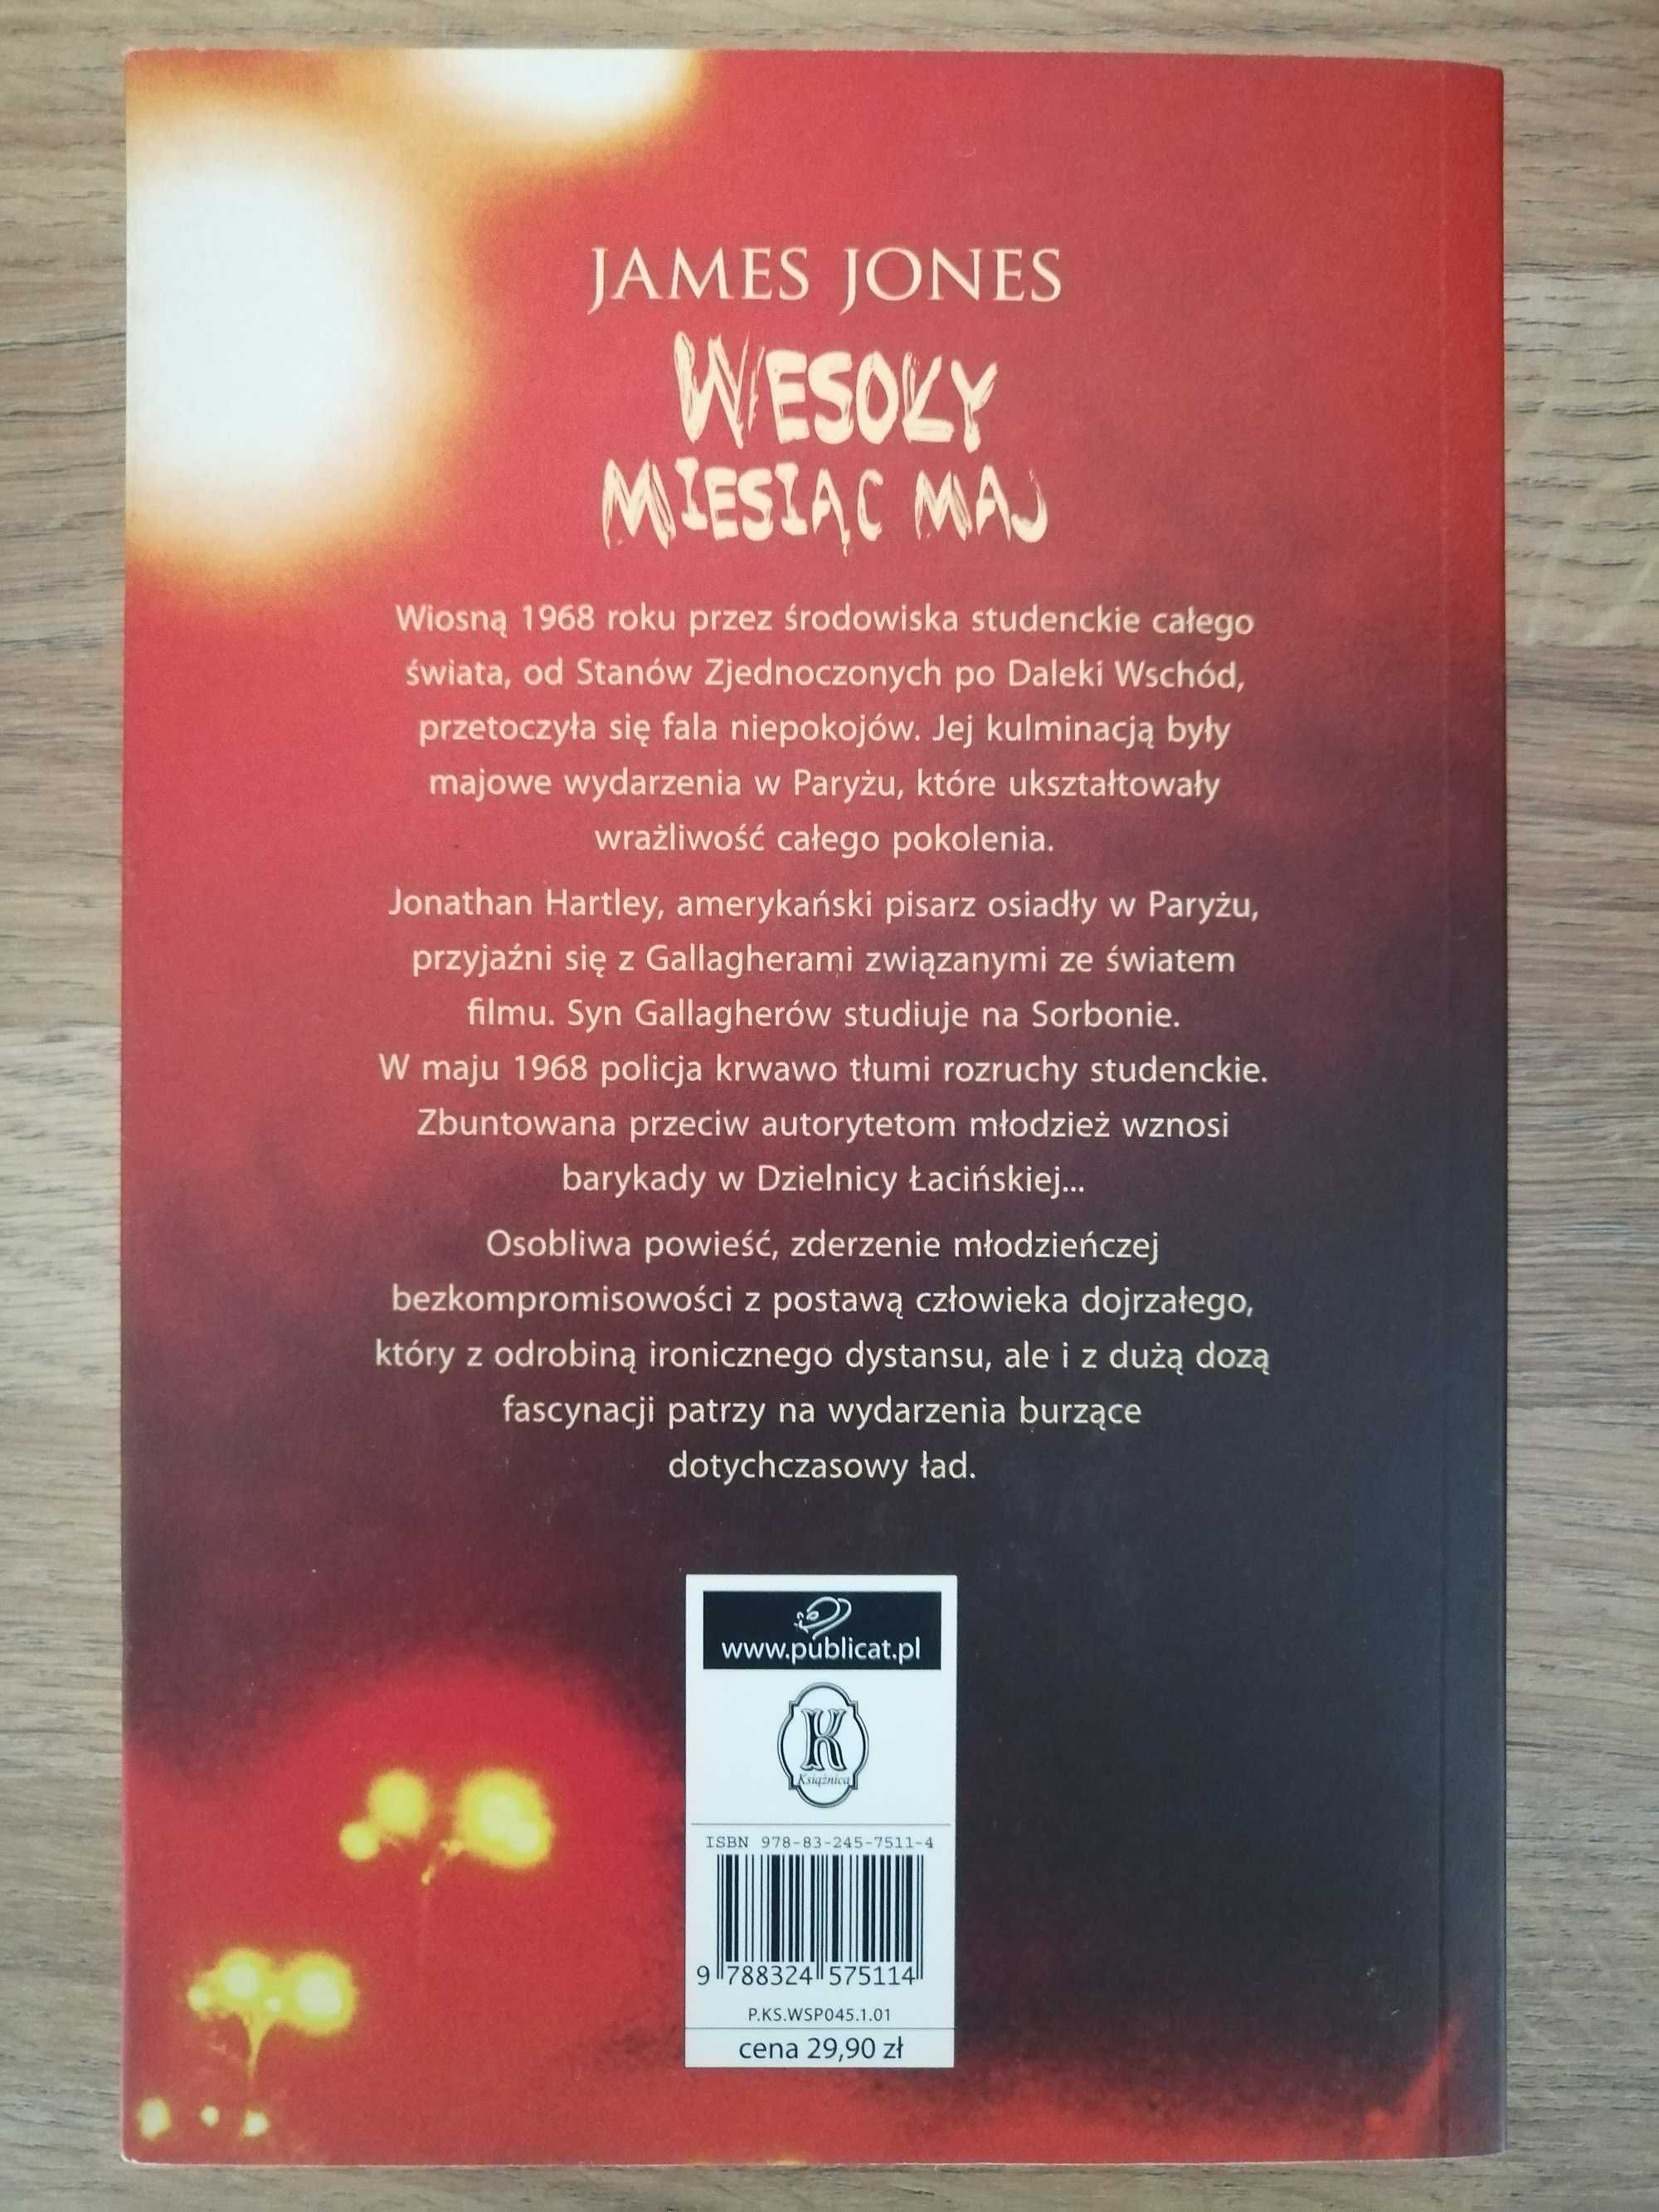 JAMES JONES
WESOŁY
MIESIĄC MAJ
Wiosną 1968 roku przez środowiska studenckie całego
świata, od Stanów Zjednoczonych po Daleki Wschód,
przetoczyła się fala niepokojów. Jej kulminacją były
majowe wydarzenia w Paryżu, które ukształtowały
wrażliwość całego pokolenia.
Jonathan Hartley, amerykański pisarz osiadły w Paryżu,
przyjaźni się z Gallagherami związanymi ze światem
filmu. Syn Gallagherów studiuje na Sorbonie.
W maju 1968 policja krwawo tłumi rozruchy studenckie.
Zbuntowana przeciw autorytetom młodzież wznosi
barykady w Dzielnicy Łacińskiej...
Osobliwa powieść, zderzenie młodzieńczej
bezkompromisowości z postawą człowieka dojrzałego,
który z odrobiną ironicznego dystansu, ale i z dużą dozą
fascynacji patrzy na wydarzenia burzące
dotychczasowy ład.
www.publicat.pl
K
Książnica
ISBN 978-83-245-7511-4
9 788324 575114
P.KS.WSP045.1.01
cena 29,90 zł